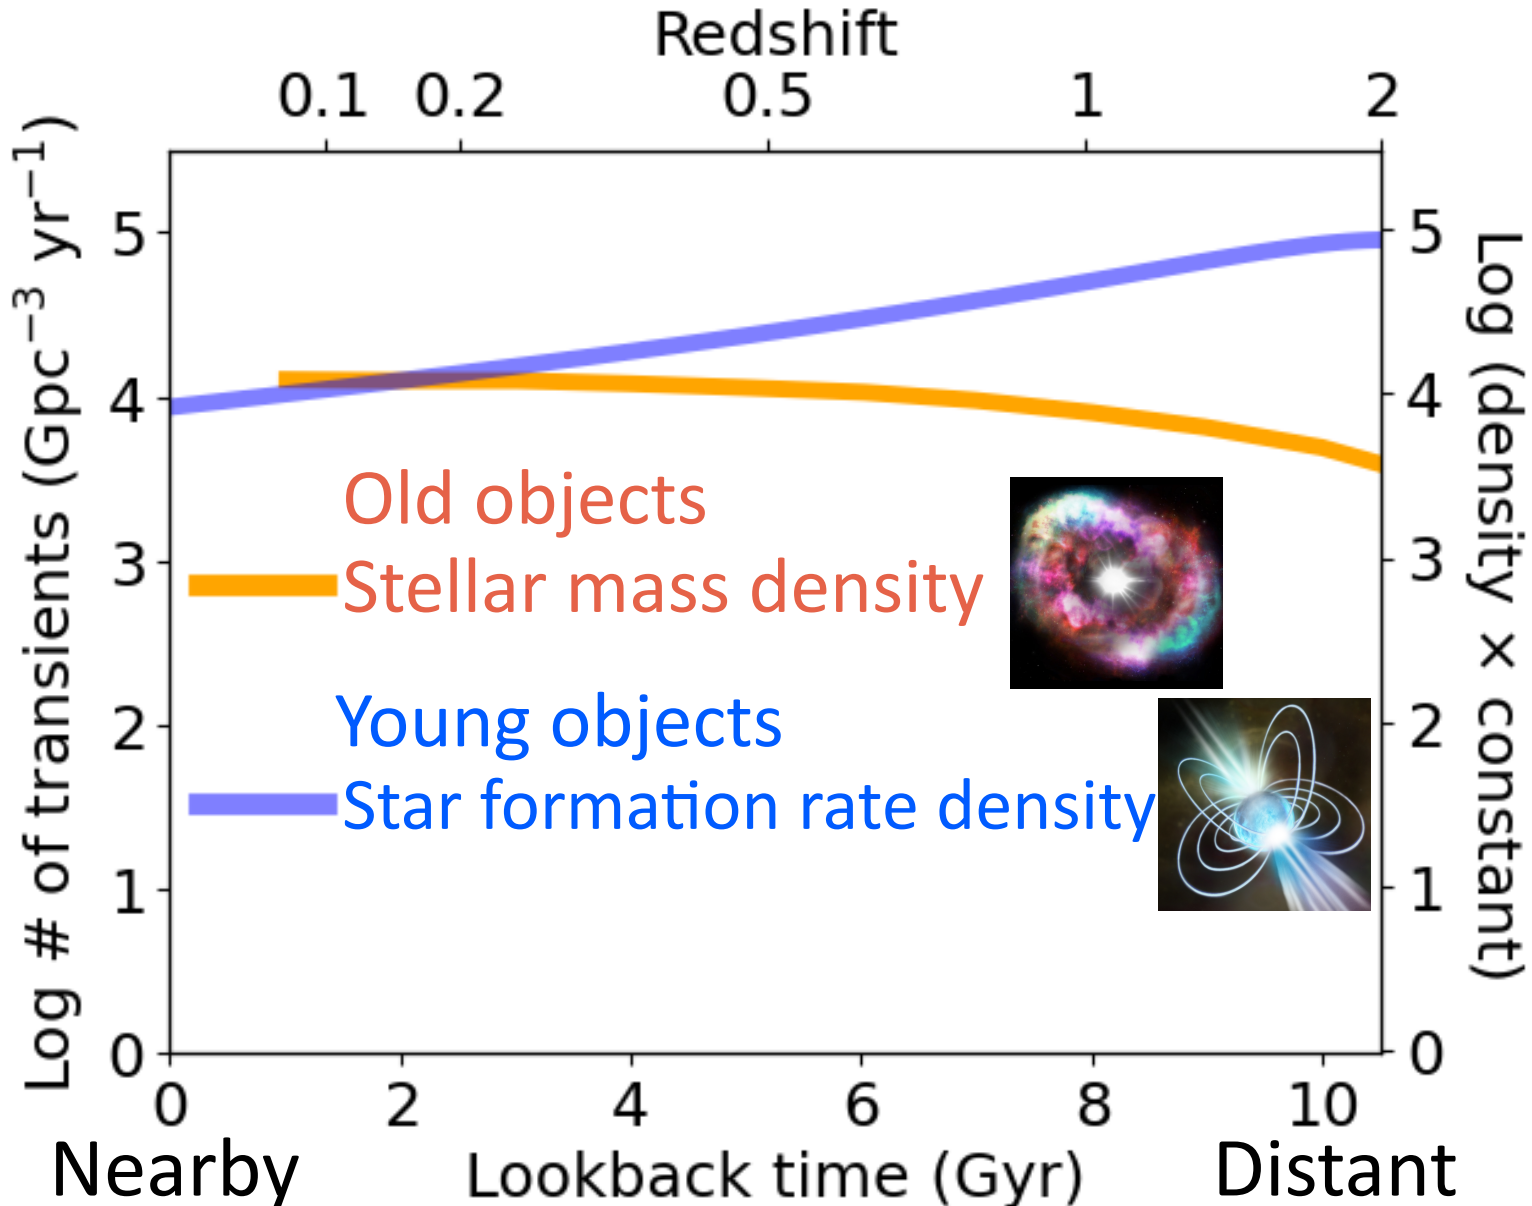 Redshift
0.1 0.2 0.5 1 2
Log # of transients (Gpc⁻³ yr⁻¹)
5
4
3
2
1
0
Old objects
Stellar mass density
Young objects
Star formation rate density
5
4
3
2
1
0
Log (density × constant)
0 2 4 6 8 10
Nearby
Lookback time (Gyr)
Distant